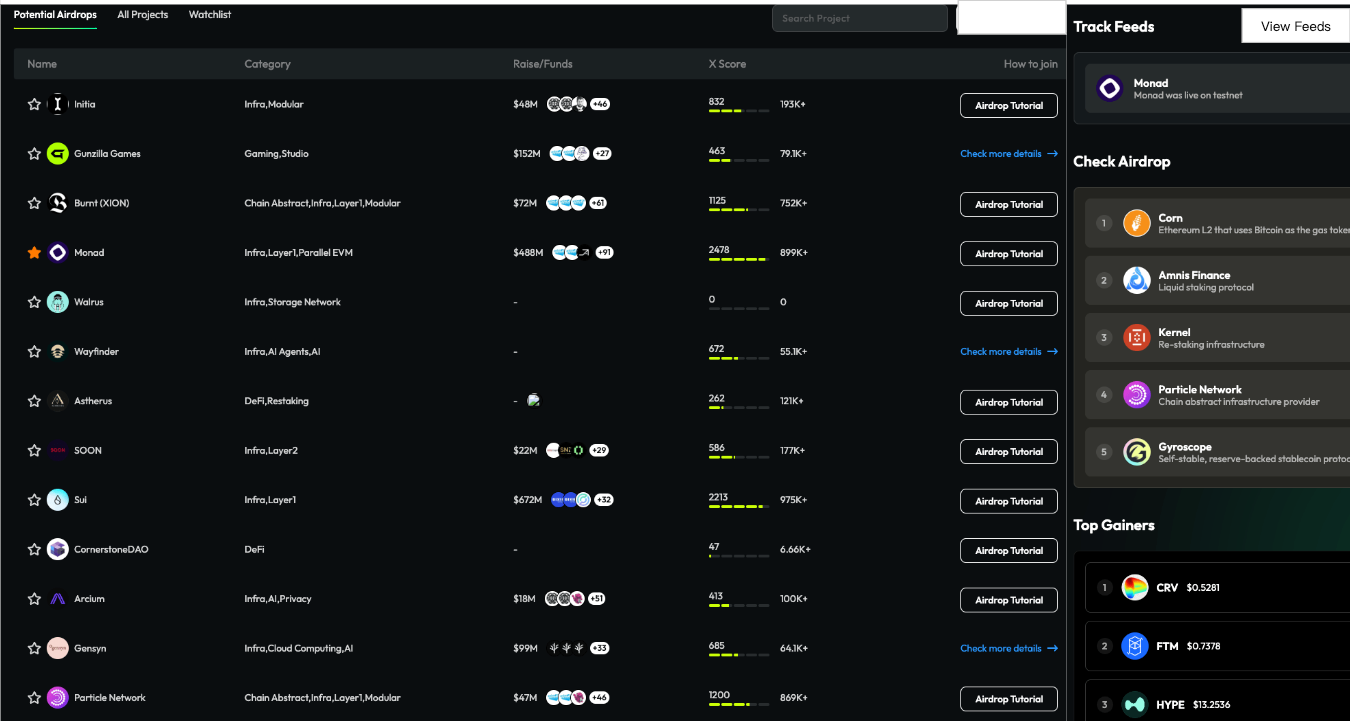 Potential Airdrops All Projects Watchlist Search Project
Name Category Raise/Funds X Score How to join
Initia Infra,Modular $48M +46 832 193K+ Airdrop Tutorial
Gunzilla Games Gaming,Studio $152M +27 463 79.1K+ Check more details →
Burnt (XION) Chain Abstract,Infra,Layer1,Modular $72M +61 1125 752K+ Airdrop Tutorial
Monad Infra,Layer1,Parallel EVM $488M +91 2478 899K+ Airdrop Tutorial
Walrus Infra,Storage Network - 0 0 Airdrop Tutorial
Wayfinder Infra,AI Agents,AI - 672 55.1K+ Check more details →
Astherus DeFi,Restaking - 262 121K+ Airdrop Tutorial
SOON SOON Infra,Layer2 $22M +29 586 177K+ Airdrop Tutorial
Sui Infra,Layer1 $672M +32 2213 975K+ Airdrop Tutorial
CornerstoneDAO DeFi - 47 6.66K+ Airdrop Tutorial
Arcium Infra,AI,Privacy $18M +51 413 100K+ Airdrop Tutorial
Gensyn Infra,Cloud Computing,AI $99M +33 685 64.1K+ Check more details →
Particle Network Chain Abstract,Infra,Layer1,Modular $47M +46 1200 869K+ Airdrop Tutorial
Track Feeds View Feeds
Monad
Monad was live on testnet
Check Airdrop
1 Corn
Ethereum L2 that uses Bitcoin as the gas token
2 Amnis Finance
Liquid staking protocol
3 Kernel
Re-staking infrastructure
4 Particle Network
Chain abstract infrastructure provider
5 Gyroscope
Self-stable, reserve-backed stablecoin protoc
Top Gainers
1 CRV $0.5281
2 FTM $0.7378
3 HYPE $13.2536